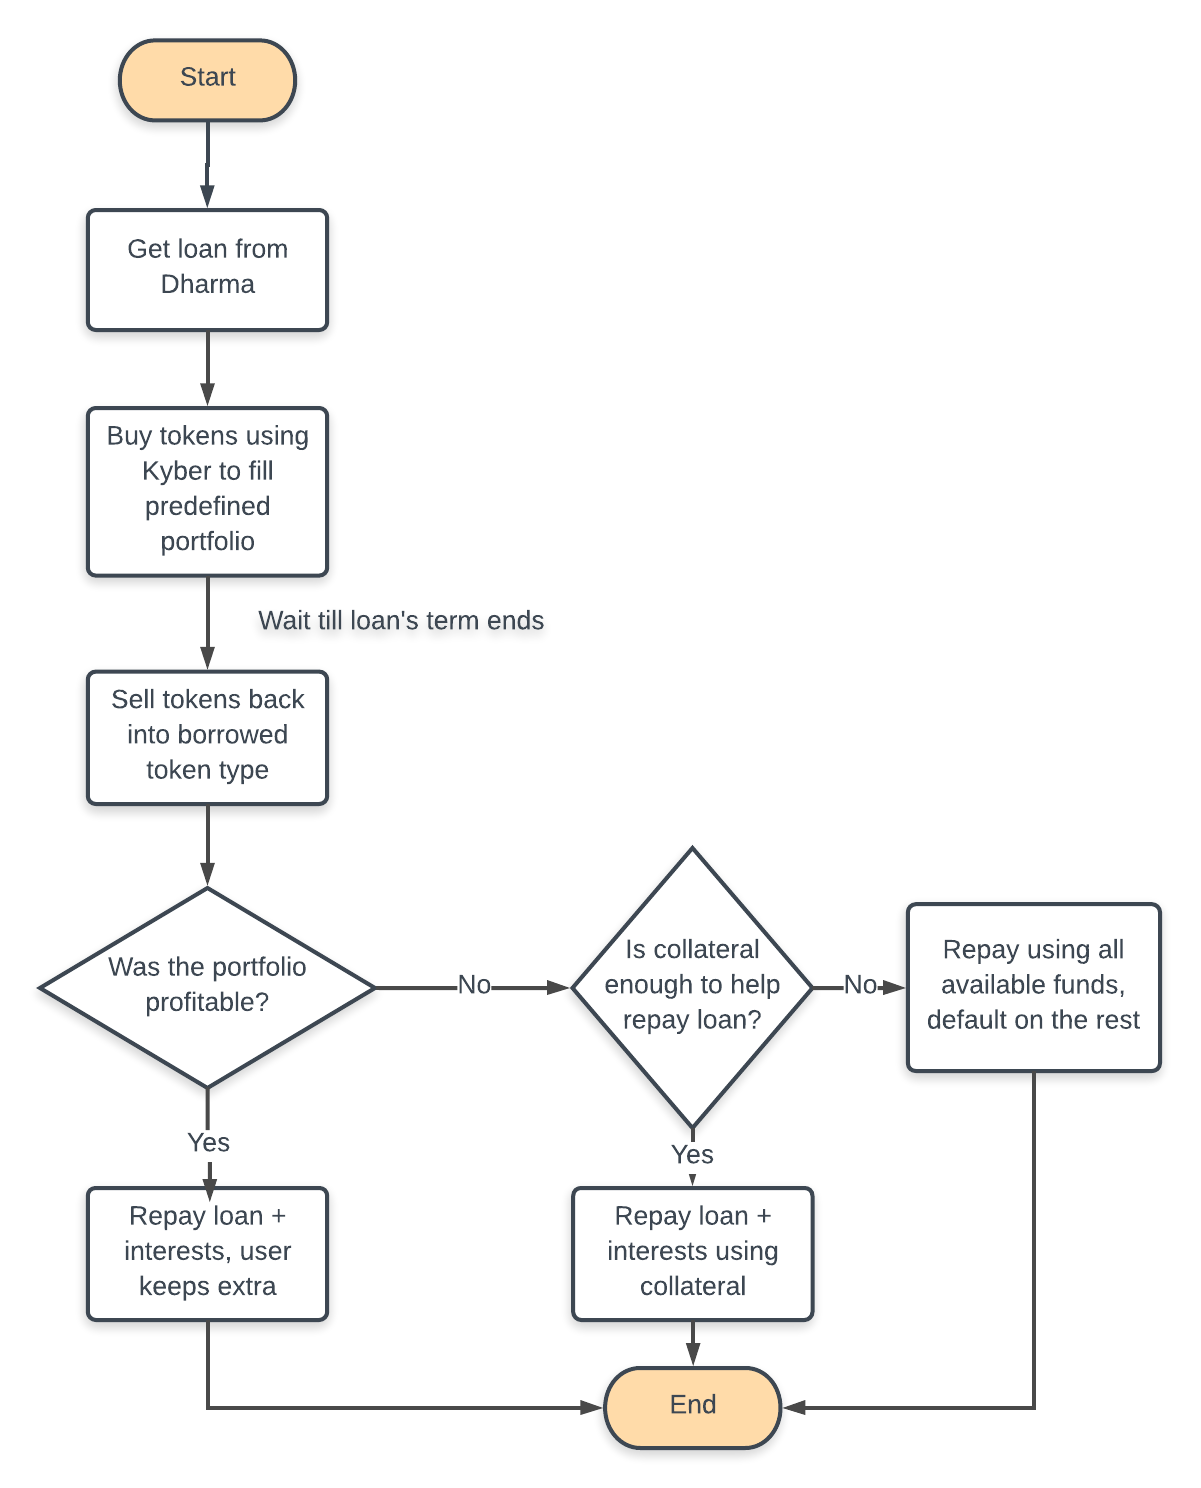 Start
Get loan from
Dharma
Buy tokens using
Kyber to fill
predefined
portfolio
Wait till loan's term ends
Sell tokens back
into borrowed
token type
Was the portfolio
profitable?
No
Is collateral
enough to help
repay loan?
No
Repay using all
available funds,
default on the rest
Yes
Yes
Repay loan +
interests, user
keeps extra
Repay loan +
interests using
collateral
End